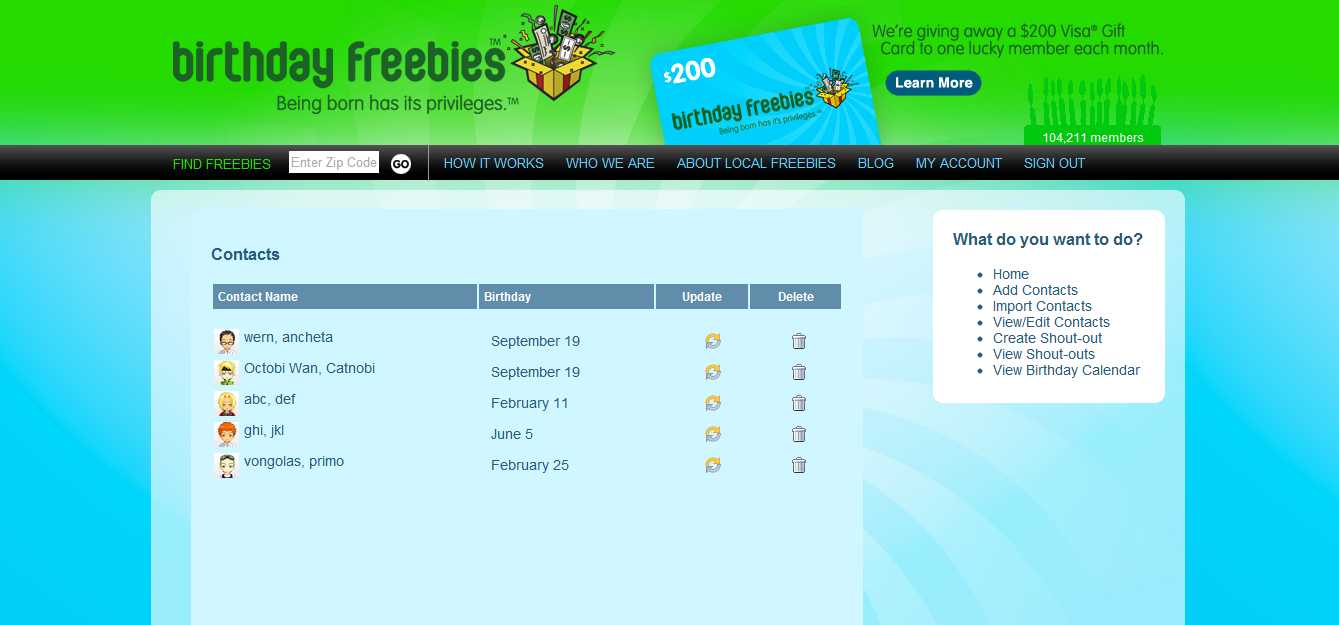 birthday freebies™
Being born has its privileges.™
$200
birthday freebies™
Being born has its privileges.™
We're giving away a $200 Visa® Gift
Card to one lucky member each month.
Learn More
104,211 members
FIND FREEBIES Enter Zip Code GO HOW IT WORKS WHO WE ARE ABOUT LOCAL FREEBIES BLOG MY ACCOUNT SIGN OUT
Contacts
Contact Name Birthday Update Delete
wern, ancheta September 19
Octobi Wan, Catnobi September 19
abc, def February 11
ghi, jkl June 5
vongolas, primo February 25
What do you want to do?
• Home
• Add Contacts
• Import Contacts
• View/Edit Contacts
• Create Shout-out
• View Shout-outs
• View Birthday Calendar